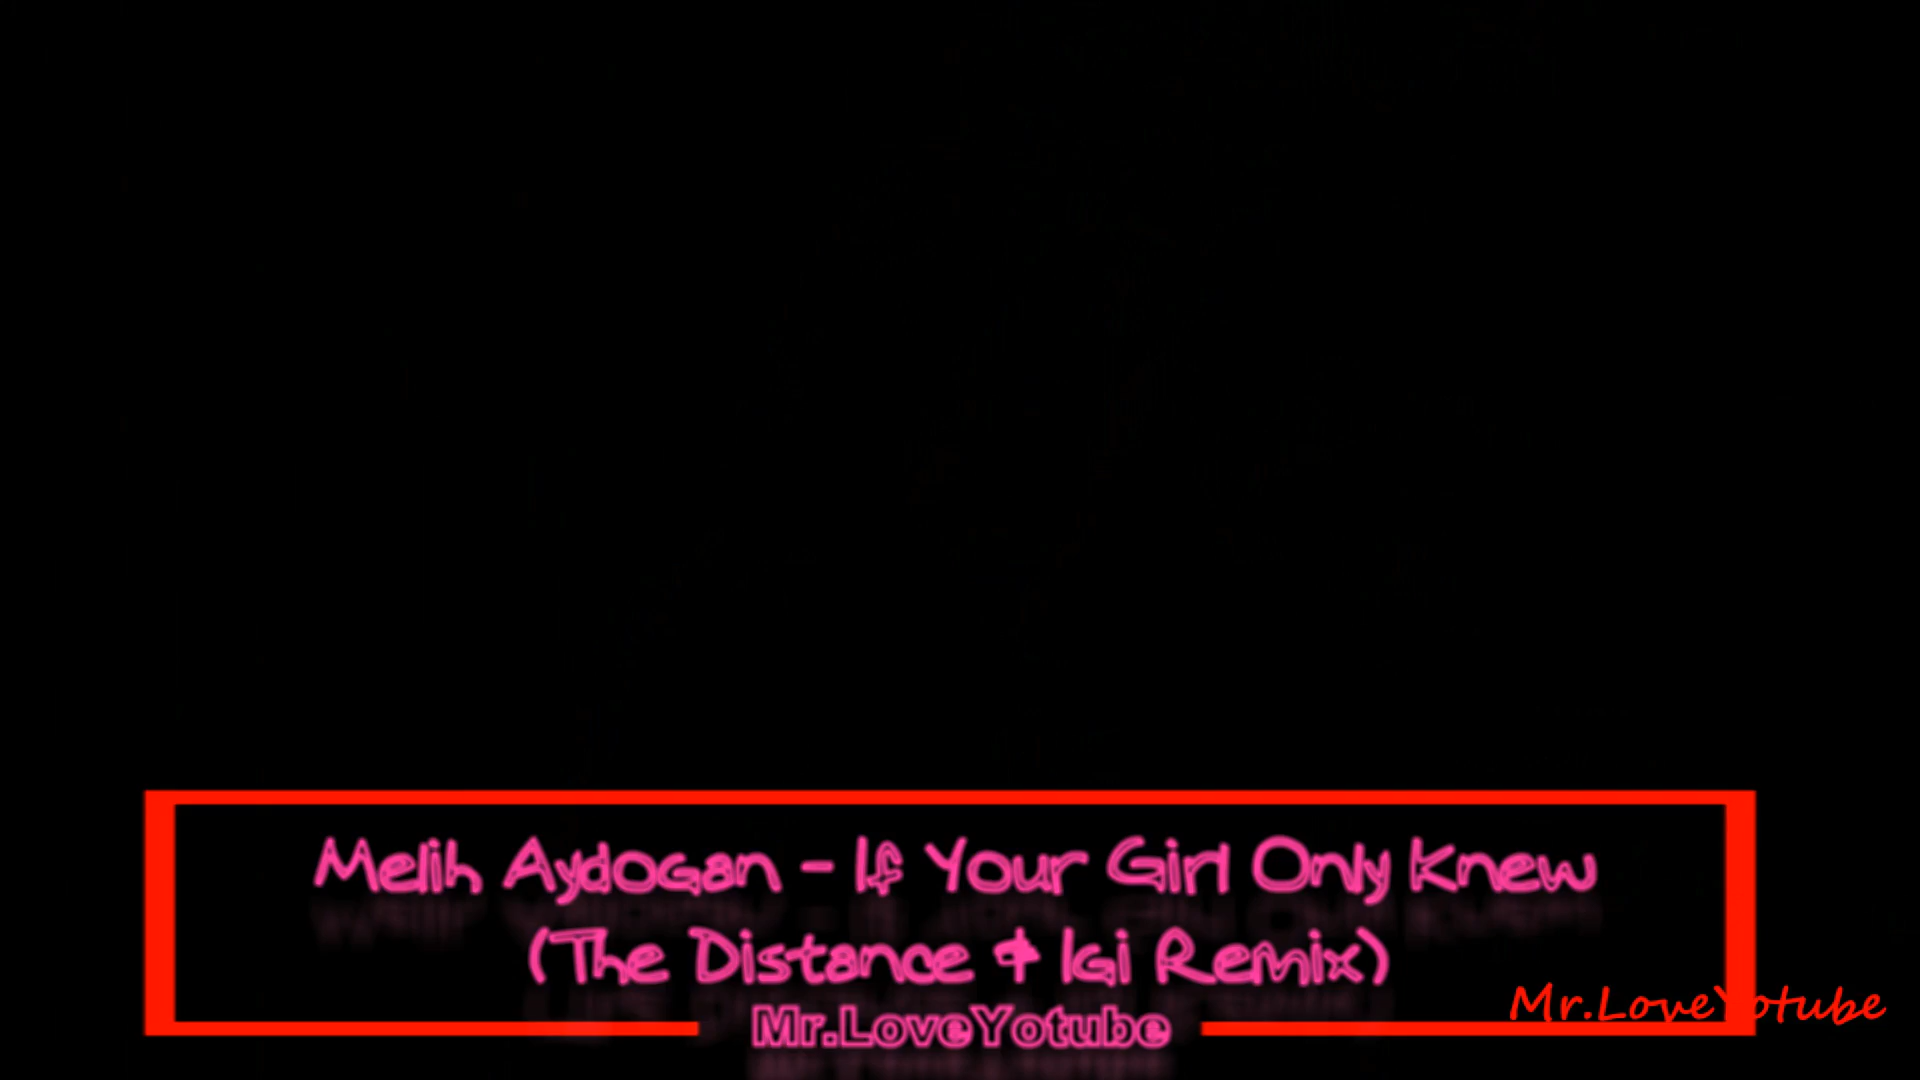 Melih Aydogan - If Your Girl Only Knew
(The Distance & Igi Remix)
Mr.LoveYotube
Mr.LoveYotube